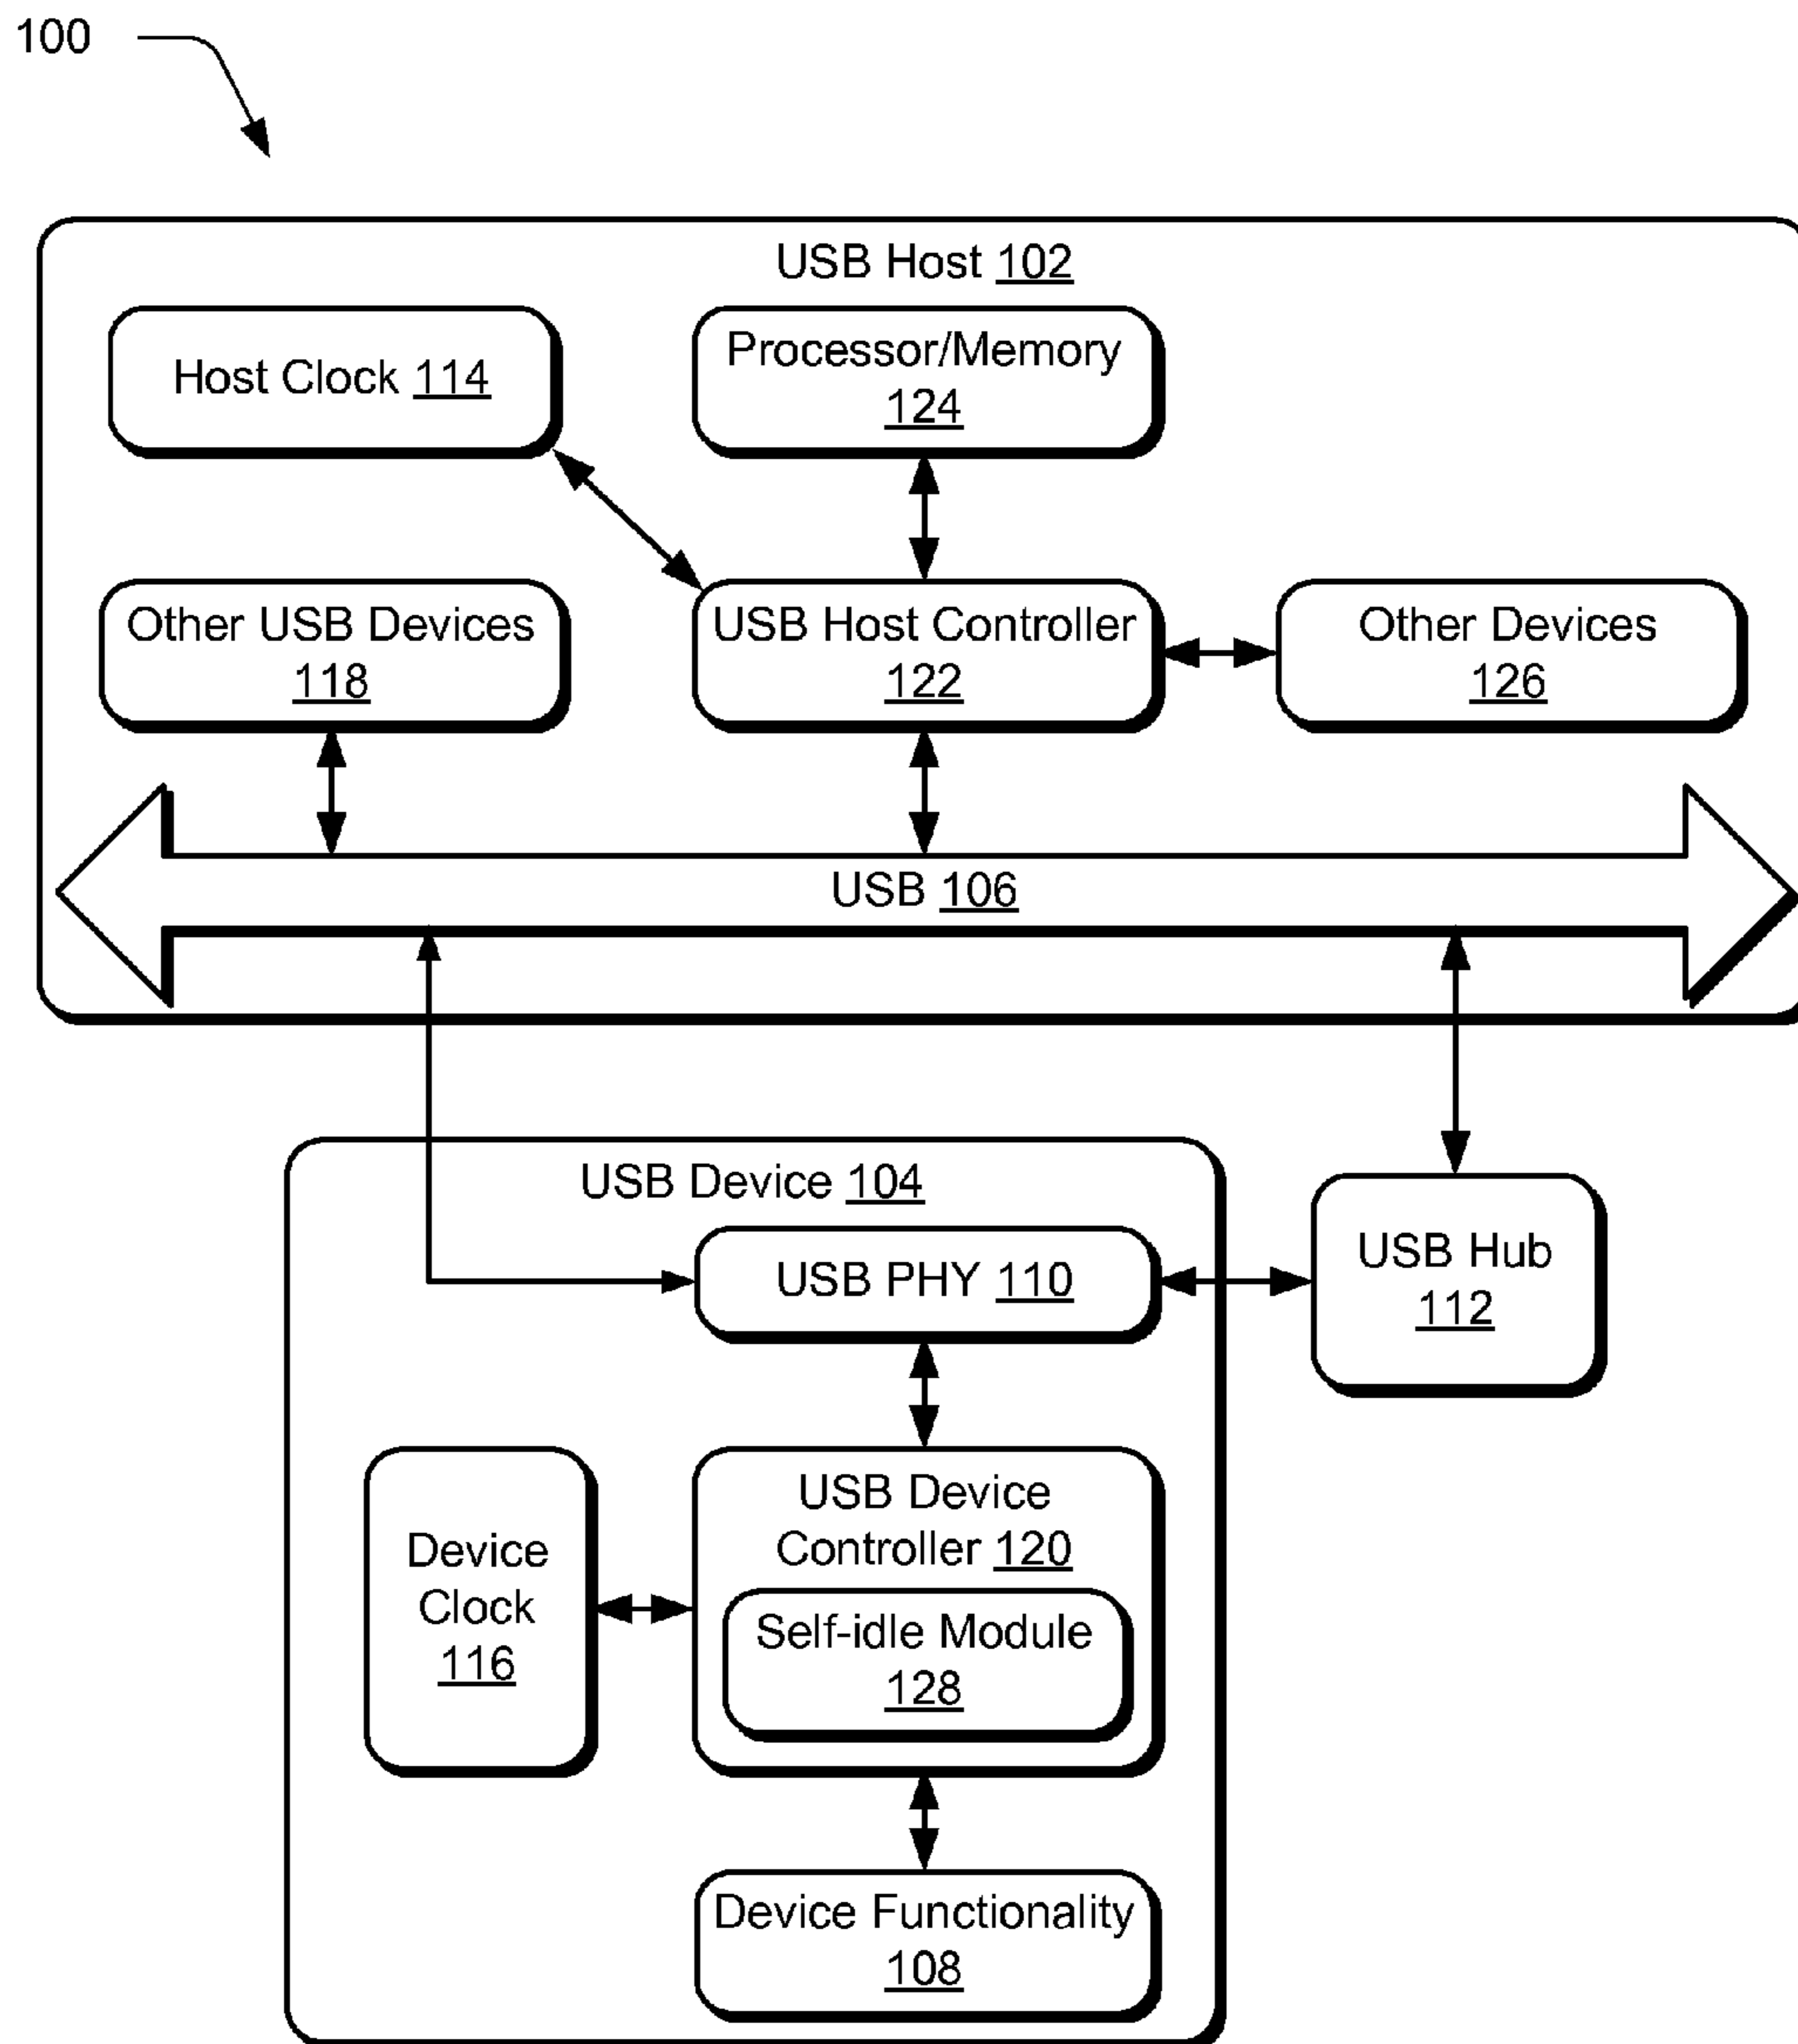 100
USB Host 102
Host Clock 114
Processor/Memory
124
Other USB Devices
118
USB Host Controller
122
Other Devices
126
USB 106
USB Device 104
USB PHY 110
USB Hub
112
Device
Clock
116
USB Device
Controller 120
Self-idle Module
128
Device Functionality
108